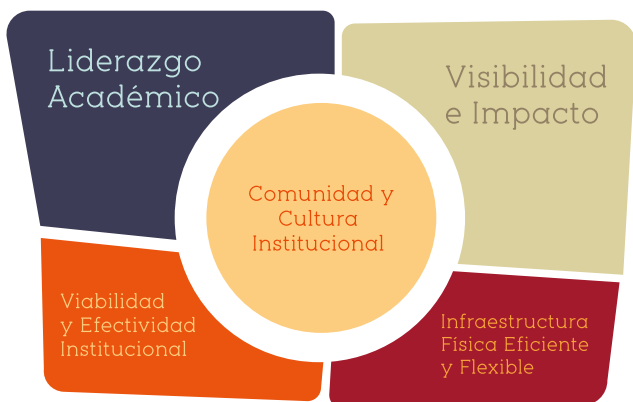 Liderazgo
Académico
Visibilidad
e Impacto
Comunidad y
Cultura
Institucional
Viabilidad
y Efectividad
Institucional
Infraestructura
Física Eficiente
y Flexible